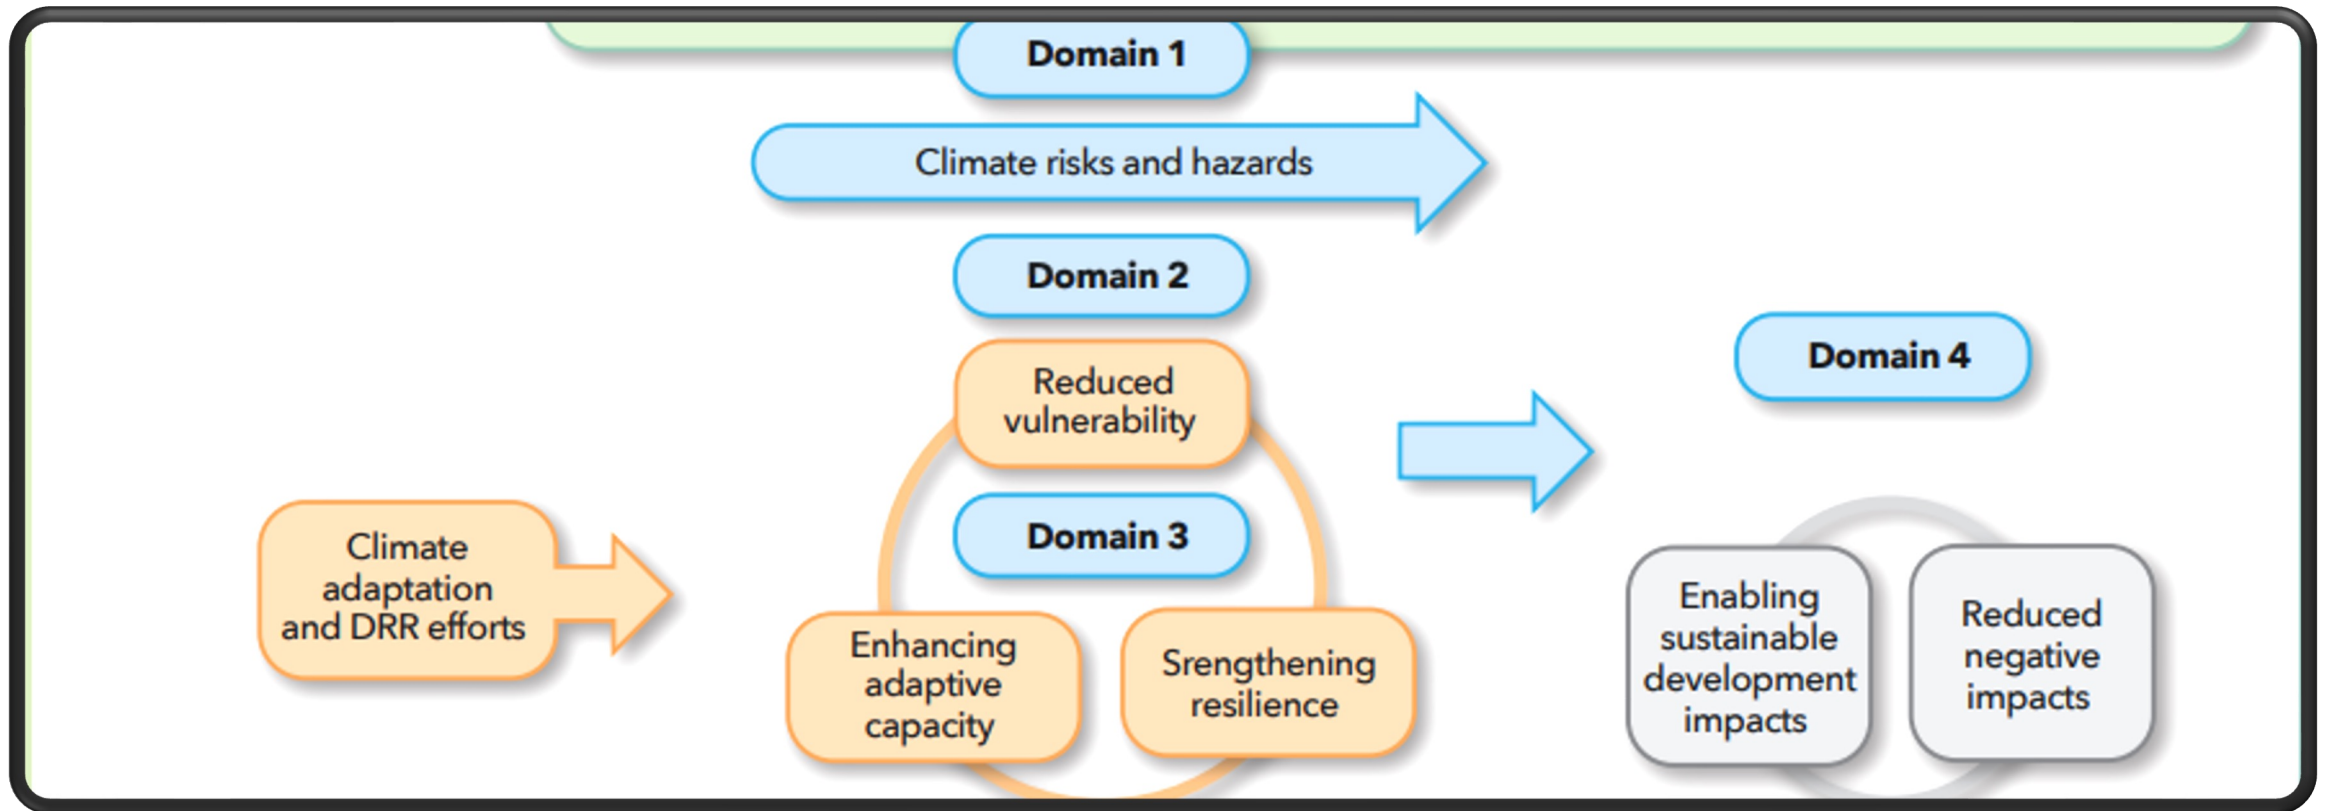 Domain 1
Climate risks and hazards
Domain 2
Reduced
vulnerability
Domain 3
Domain 4
Climate
adaptation
and DRR efforts
Enhancing
adaptive
capacity
Srengthening
resilience
Enabling
sustainable
development
impacts
Reduced
negative
impacts